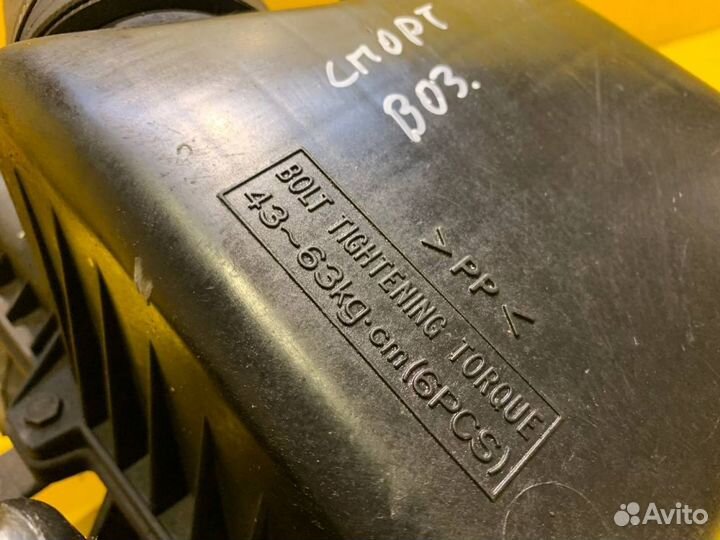 спорт
воз.
BOLT TIGHTENING TORQUE
43~63kg·cm(6PCS)
>PP<
Avito